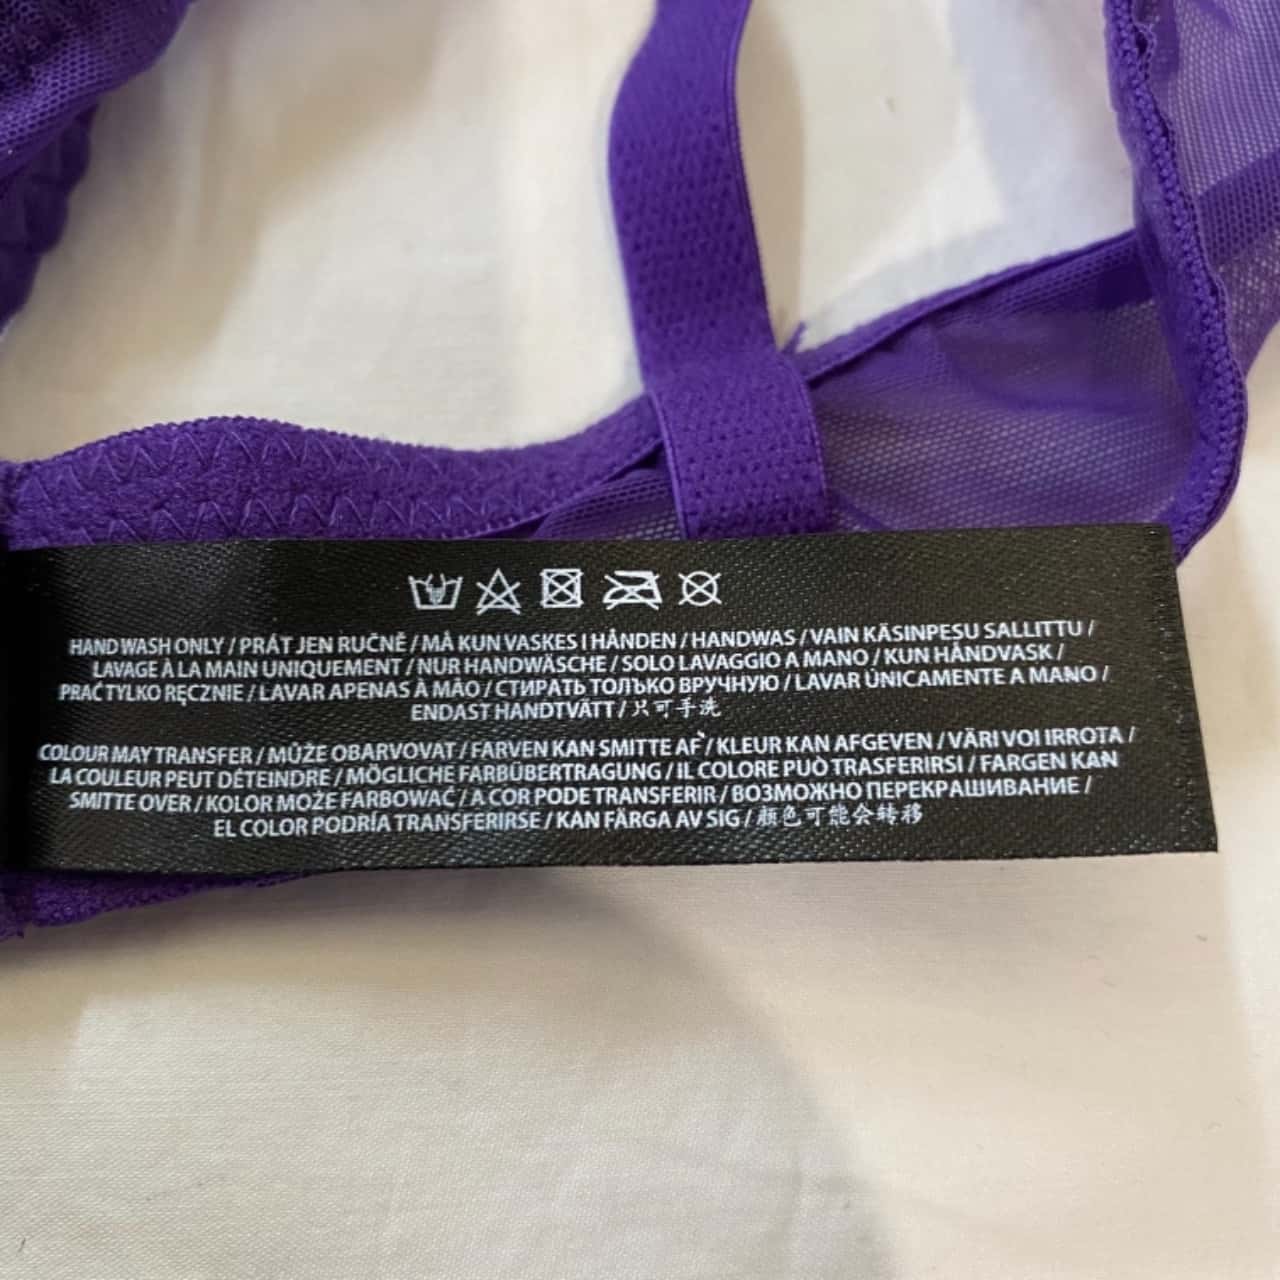 HAND WASH ONLY / PRÁT JEN RUČNĚ / MÅ KUN VASKES I HÅNDEN / HANDWAS / VAIN KÄSINPESU SALLITTU /
LAVAGE À LA MAIN UNIQUEMENT / NUR HANDWÄSCHE / SOLO LAVAGGIO A MANO / KUN HÅNDVASK /
PRAĆ TYLKO RĘCZNIE / LAVAR APENAS À MÃO / СТИРАТЬ ТОЛЬКО ВРУЧНУЮ / LAVAR ÚNICAMENTE A MANO /
ENDAST HANDTVÄTT / 只可手洗
COLOUR MAY TRANSFER / MŮŽE OBARVOVAT / FARVEN KAN SMITTE AF / KLEUR KAN AFGEVEN / VÄRI VOI IRROTA /
LA COULEUR PEUT DÉTEINDRE / MÖGLICHE FARBÜBERTRAGUNG / IL COLORE PUÒ TRASFERIRSI / FARGEN KAN
SMITTE OVER / KOLOR MOŻE FARBOWAĆ / A COR PODE TRANSFERIR / ВОЗМОЖНО ПЕРЕКРАШИВАНИЕ /
EL COLOR PODRÍA TRANSFERIRSE / KAN FÄRGA AV SIG / 颜色可能会转移